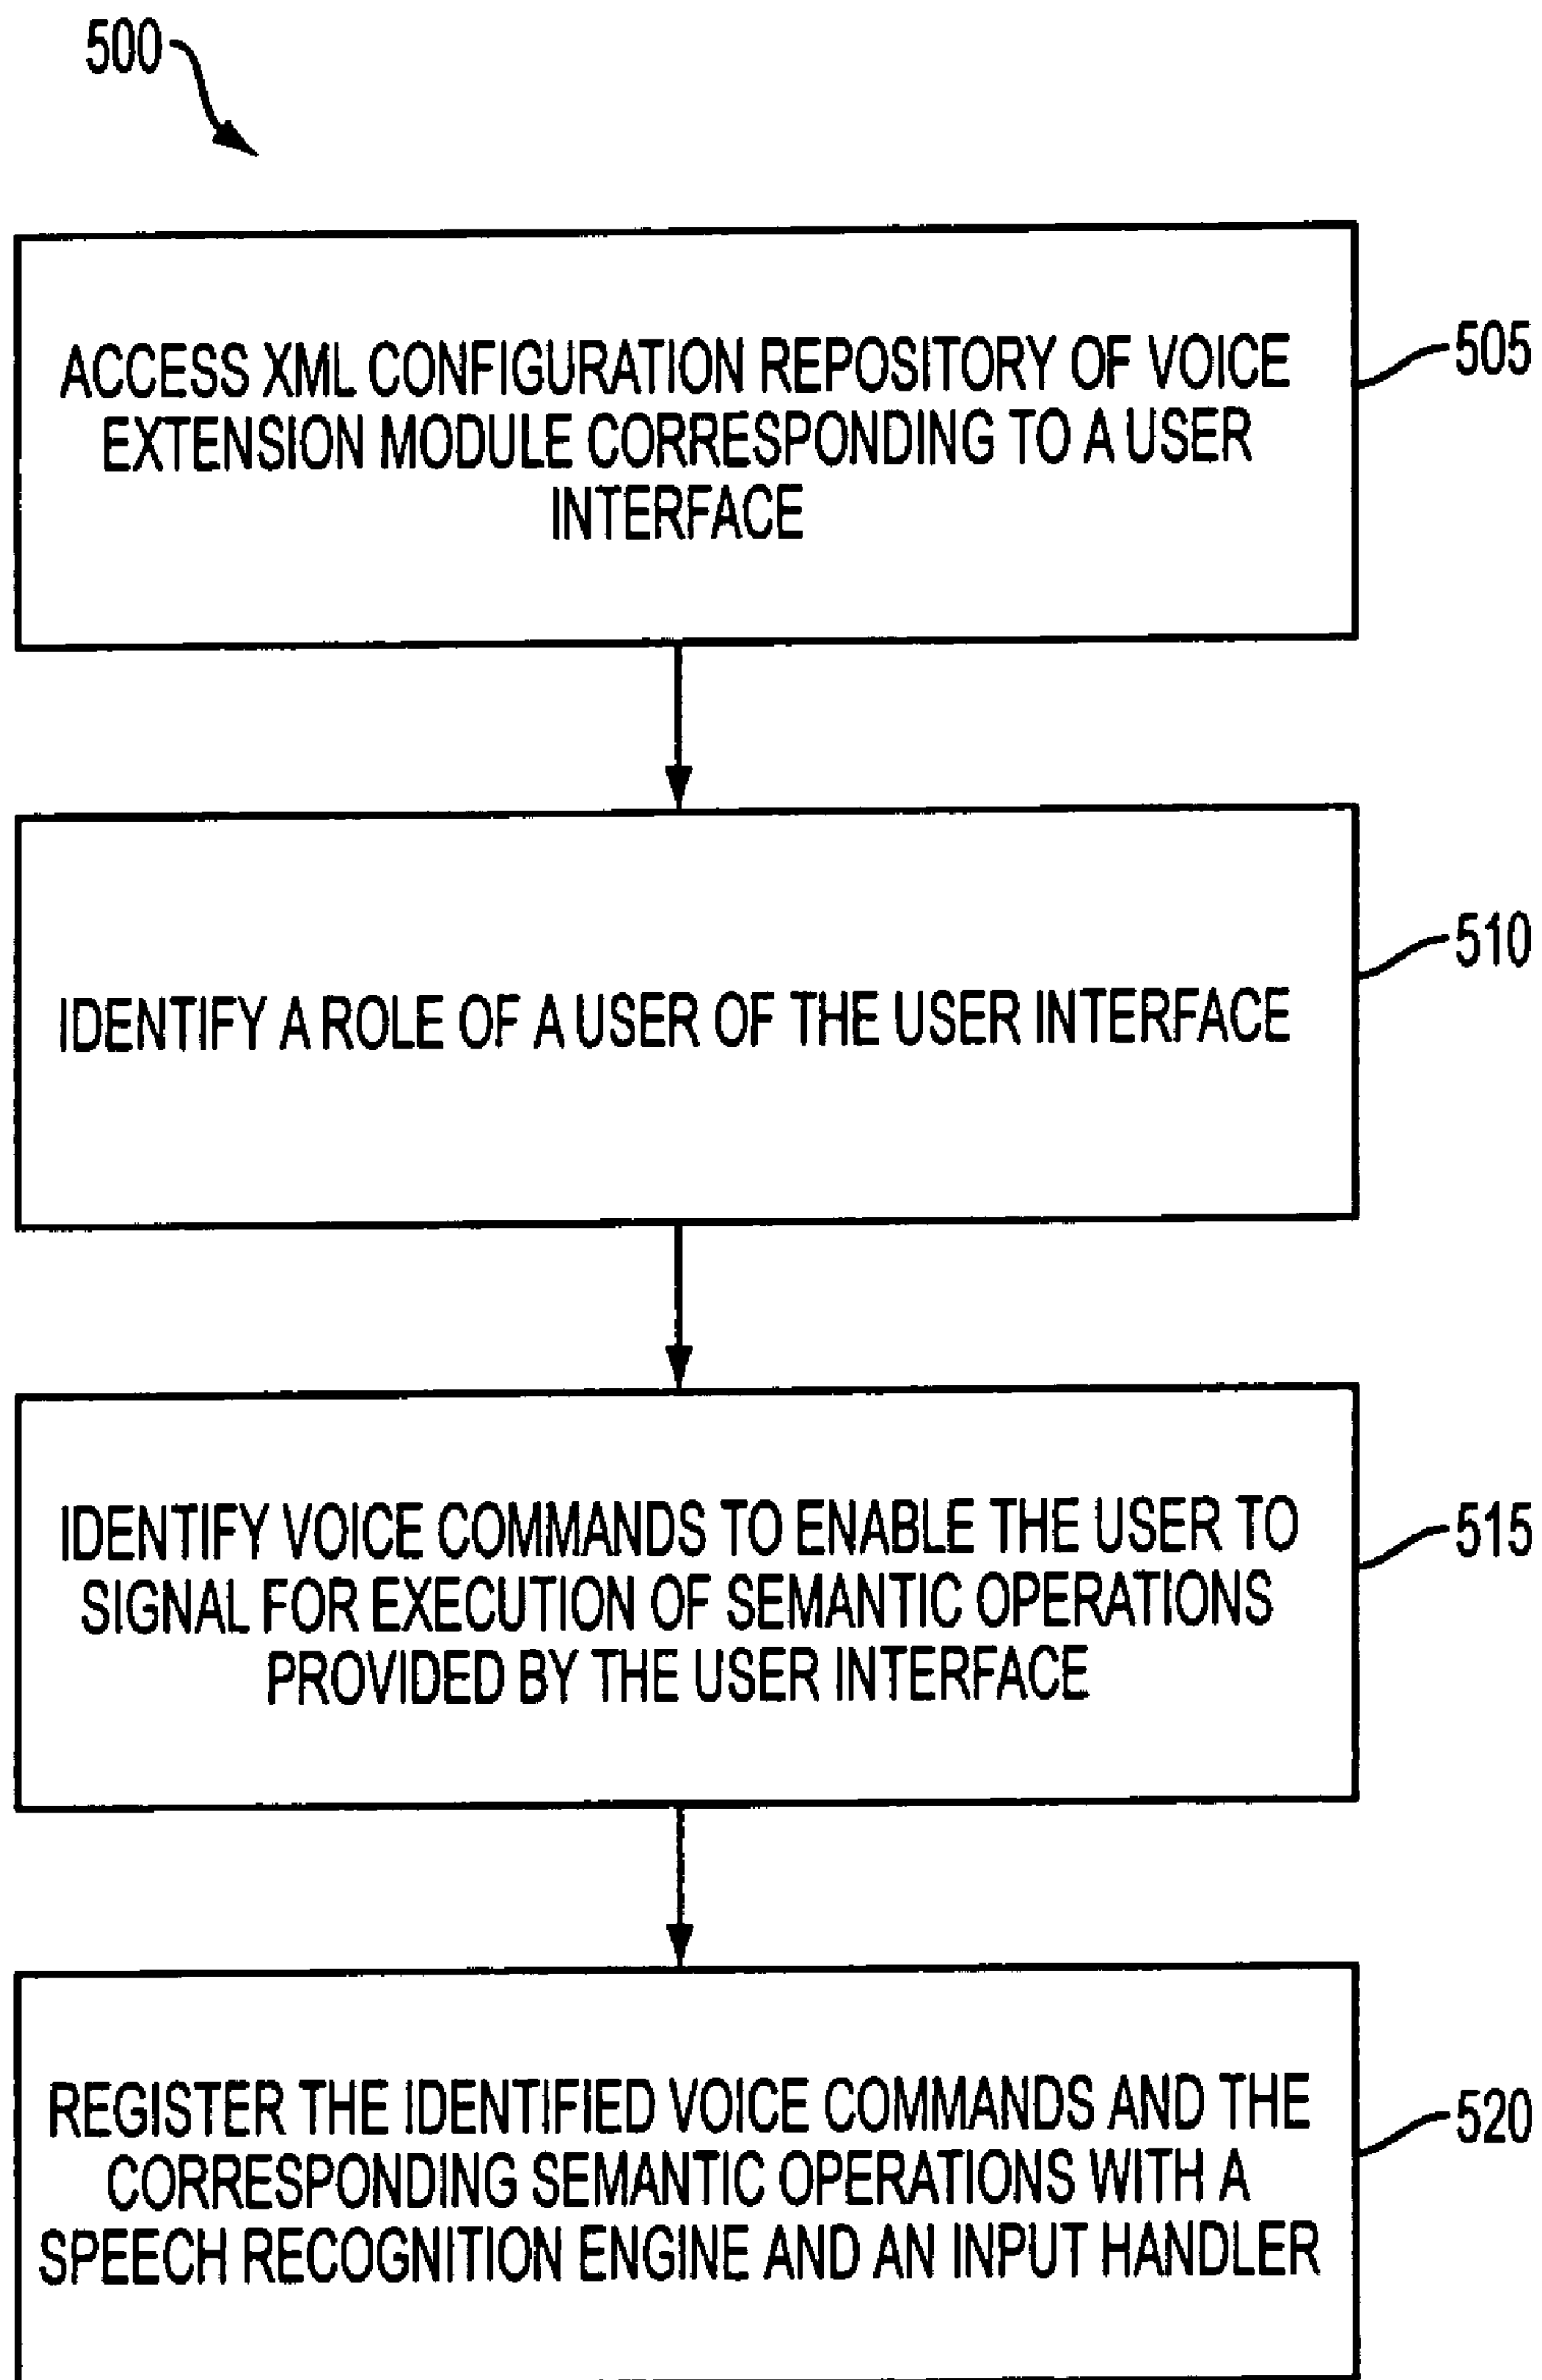 500
ACCESS XML CONFIGURATION REPOSITORY OF VOICE
EXTENSION MODULE CORRESPONDING TO A USER
INTERFACE
505
IDENTIFY A ROLE OF A USER OF THE USER INTERFACE
510
IDENTIFY VOICE COMMANDS TO ENABLE THE USER TO
SIGNAL FOR EXECUTION OF SEMANTIC OPERATIONS
PROVIDED BY THE USER INTERFACE
515
REGISTER THE IDENTIFIED VOICE COMMANDS AND THE
CORRESPONDING SEMANTIC OPERATIONS WITH A
SPEECH RECOGNITION ENGINE AND AN INPUT HANDLER
520